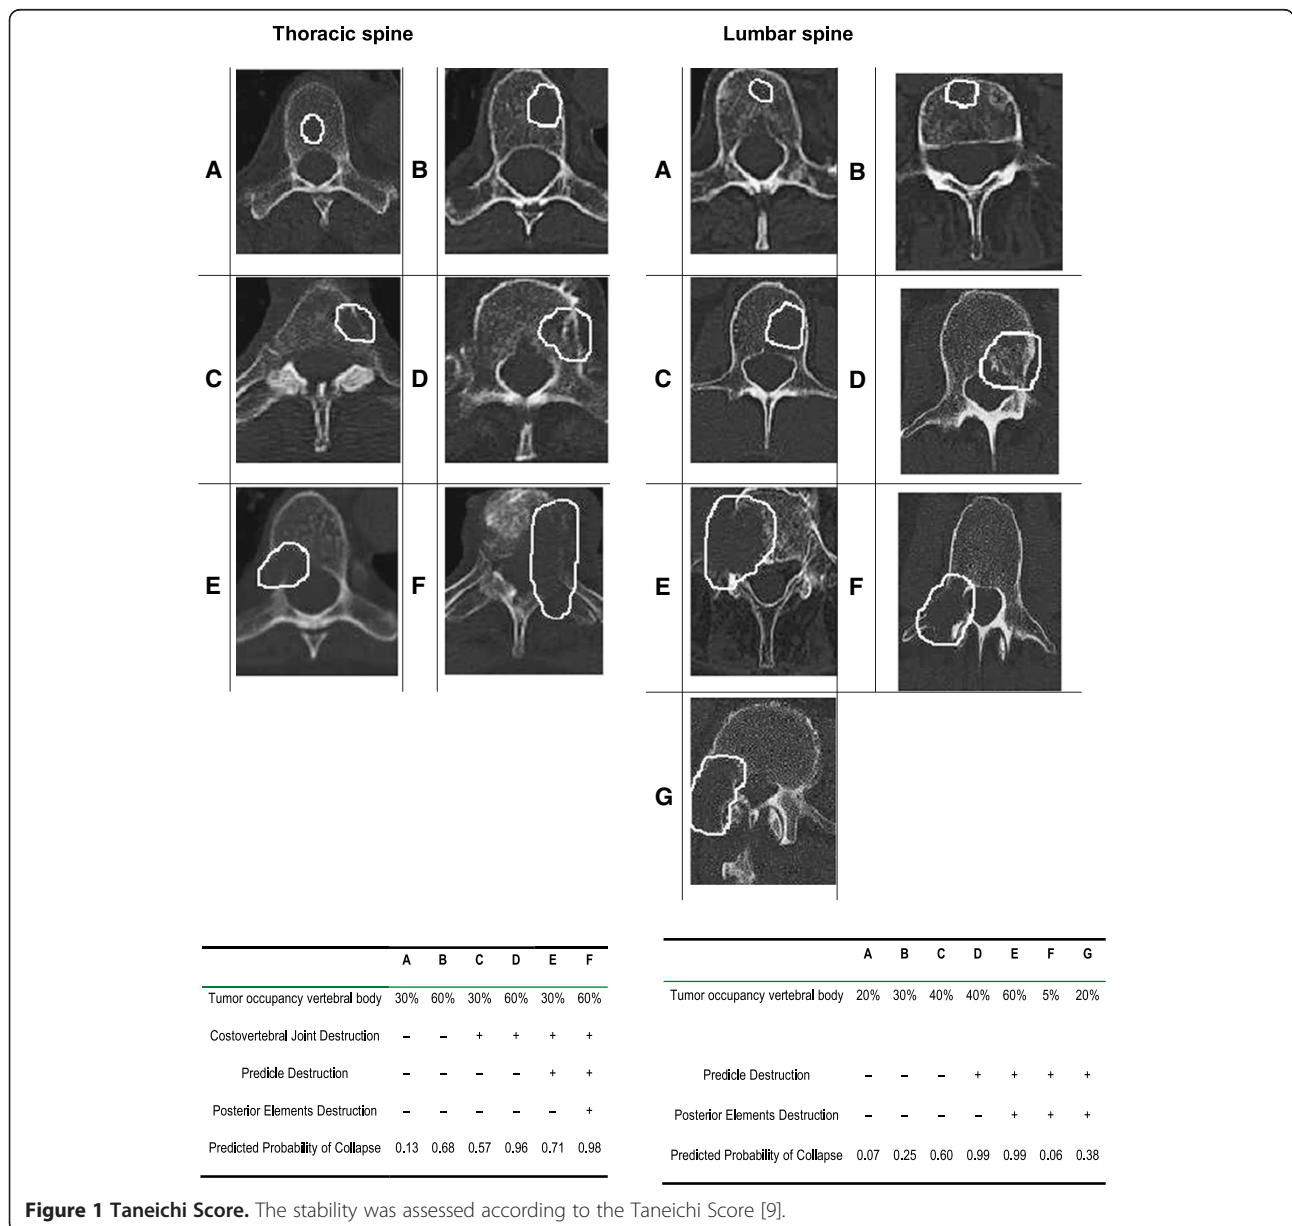 Thoracic spine
Lumbar spine
A
B
A
B
C
D
C
D
E
F
E
F
G
A B C D E F
Tumor occupancy vertebral body 30% 60% 30% 60% 30% 60%
Costovertebral Joint Destruction – – + + + +
Predicle Destruction – – – – + +
Posterior Elements Destruction – – – – – +
Predicted Probability of Collapse 0.13 0.68 0.57 0.96 0.71 0.98
A B C D E F G
Tumor occupancy vertebral body 20% 30% 40% 40% 60% 5% 20%
Predicle Destruction – – – + + + +
Posterior Elements Destruction – – – – + + +
Predicted Probability of Collapse 0.07 0.25 0.60 0.99 0.99 0.06 0.38
Figure 1 Taneichi Score. The stability was assessed according to the Taneichi Score [9].